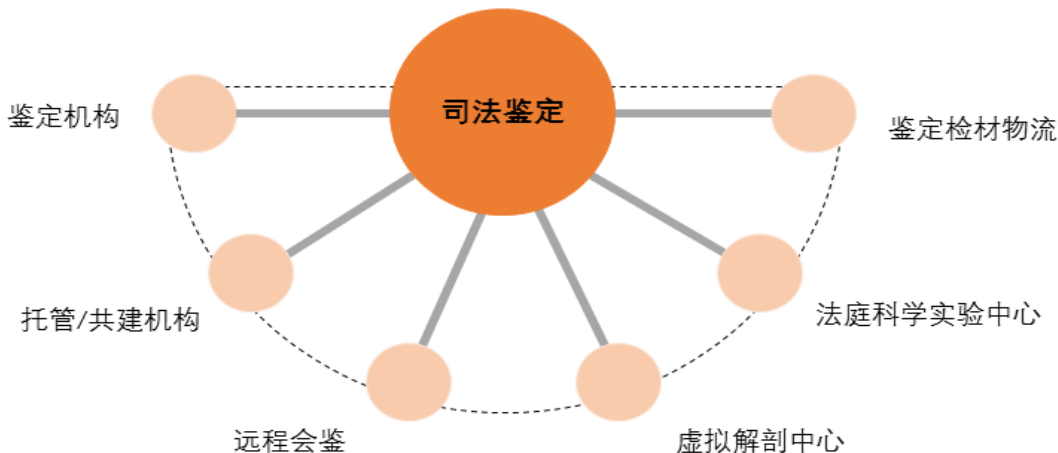 司法鉴定
鉴定机构
鉴定检材物流
托管/共建机构
法庭科学实验中心
远程会鉴
虚拟解剖中心